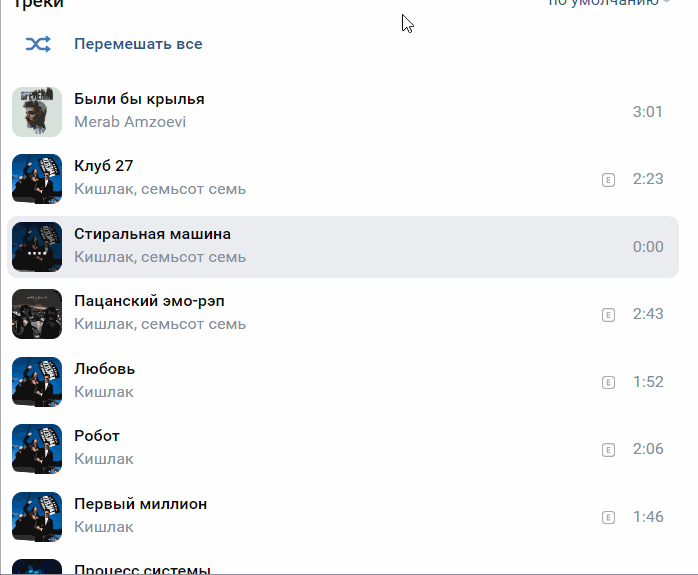 Треки
по умолчанию
Перемешать все
Были бы крылья
Merab Amzoevi
3:01
Клуб 27
Кишлак, семьсот семь
E 2:23
Стиральная машина
Кишлак, семьсот семь
0:00
Пацанский эмо-рэп
Кишлак, семьсот семь
E 2:43
Любовь
Кишлак
E 1:52
Робот
Кишлак
E 2:06
Первый миллион
Кишлак
E 1:46
Процесс системы